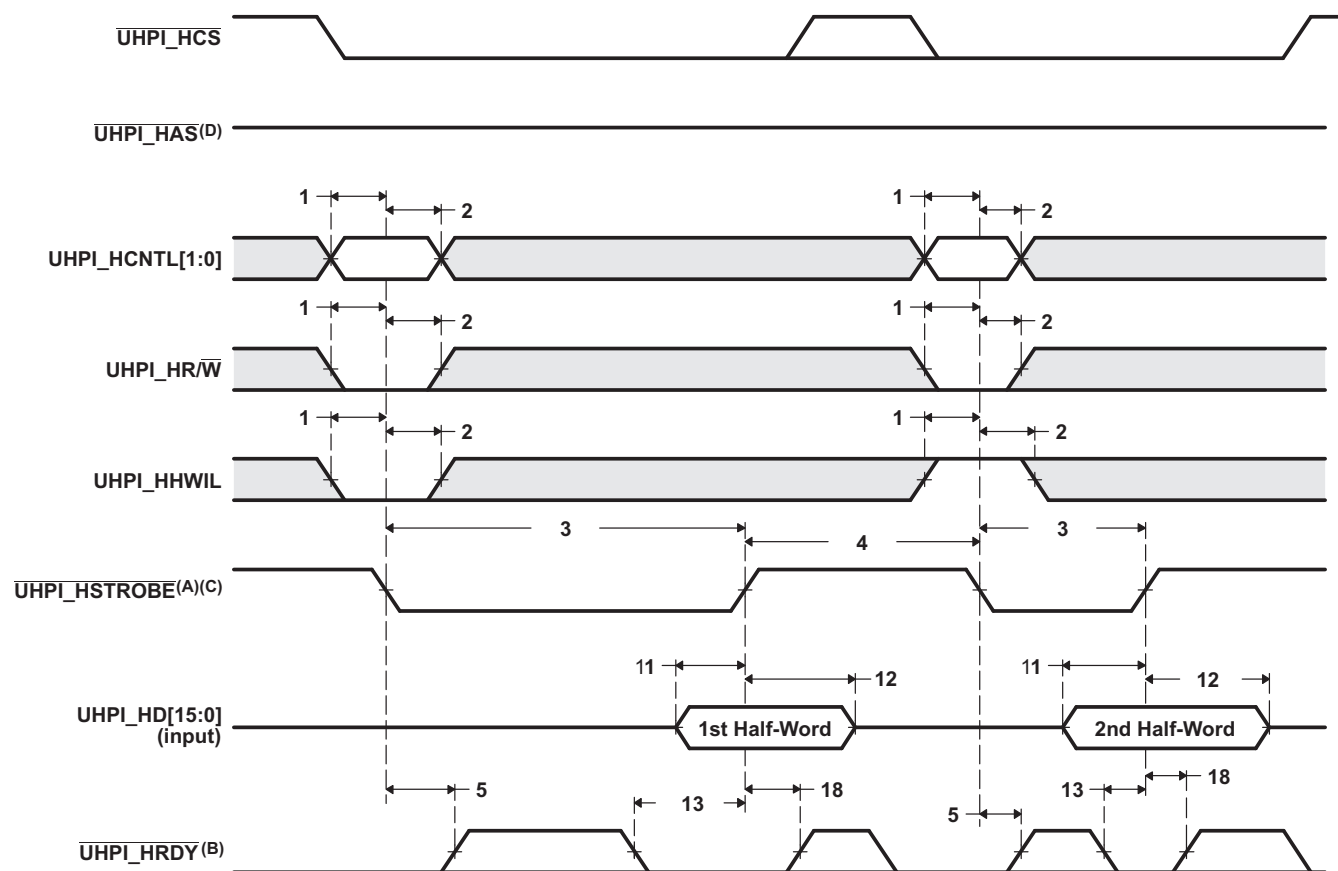 UHPI_HCS
UHPI_HAS(D)
1
2
1
2
UHPI_HCNTL[1:0]
1
2
1
2
UHPI_HR/W
1
2
1
2
UHPI_HHWIL
3
4
3
UHPI_HSTROBE(A)(C)
11
12
11
12
UHPI_HD[15:0]
(input)
1st Half-Word
2nd Half-Word
5
13
18
5
13
18
UHPI_HRDY(B)